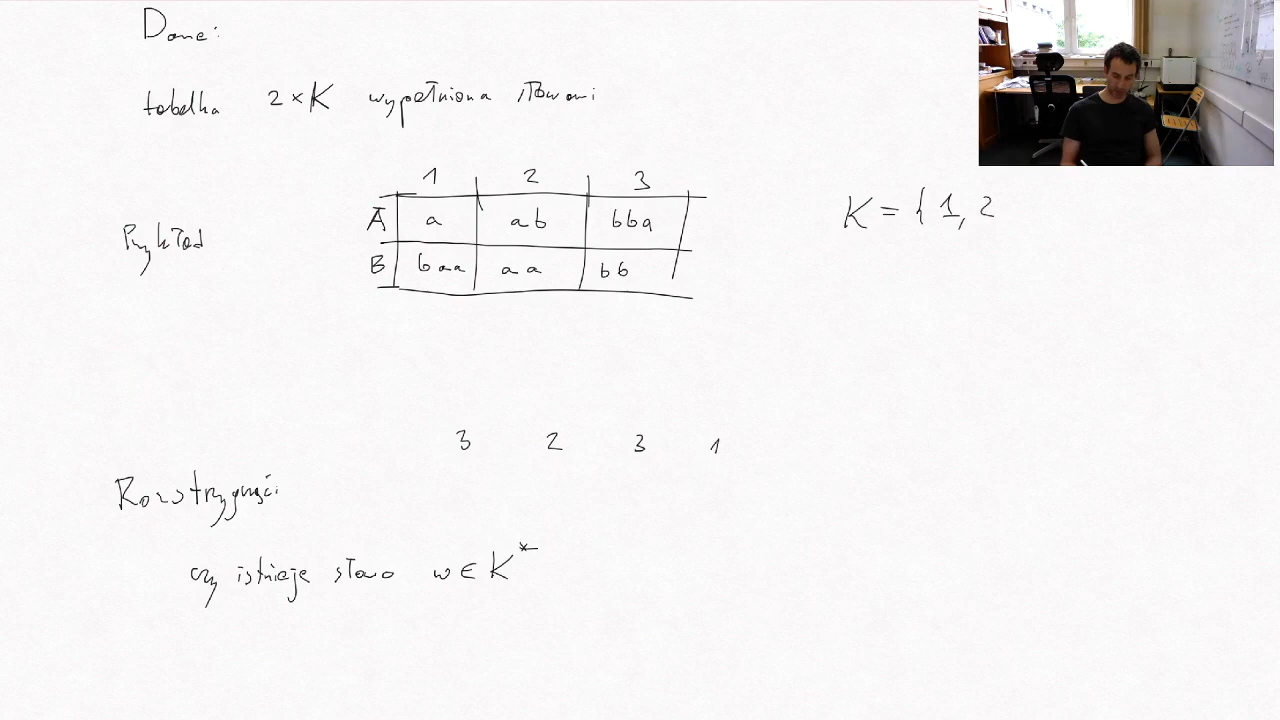 Dane:
tabelka 2 × K wypełniona słowami
1 2 3
A a ab bba
B baa aa bb
K = { 1, 2
Przykład
3 2 3 1
Rozstrzygnąć:
czy istnieje słowo w ∈ K*